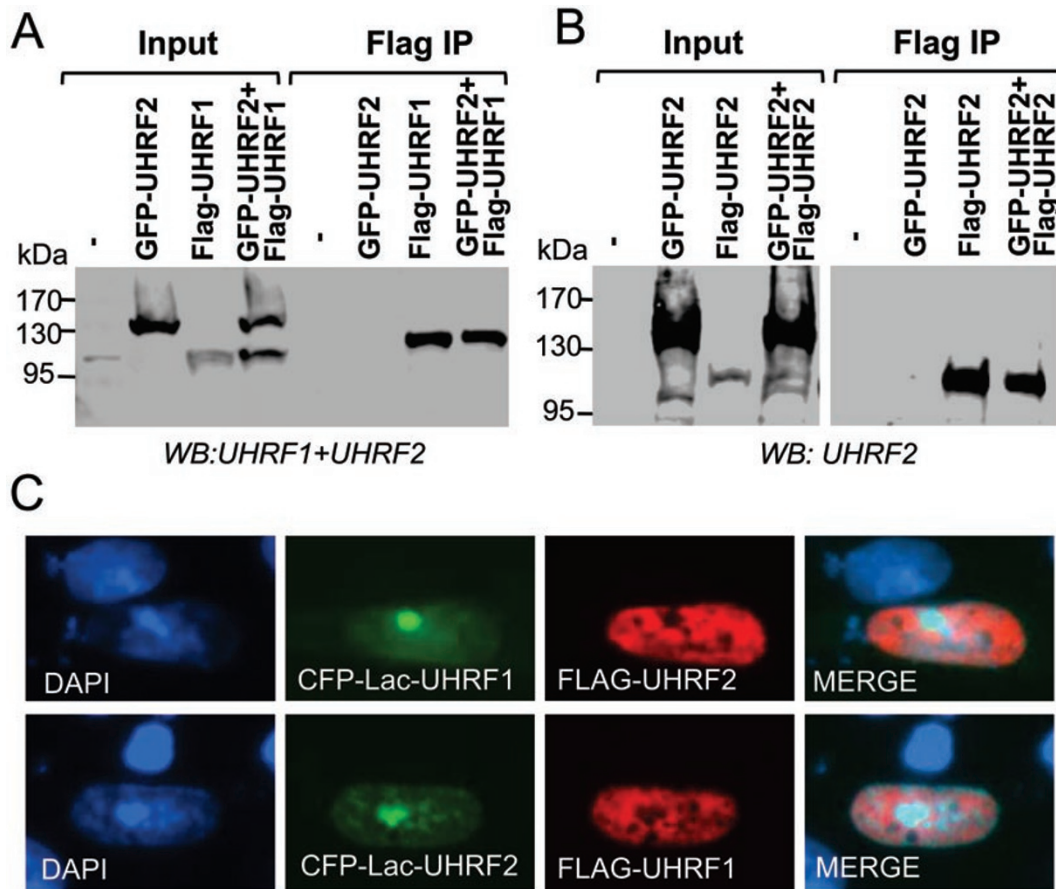 A
Input
Flag IP
-
GFP-UHRF2
Flag-UHRF1
GFP-UHRF2+
Flag-UHRF1
-
GFP-UHRF2
Flag-UHRF1
GFP-UHRF2+
Flag-UHRF1
kDa
170
130
95
WB:UHRF1+UHRF2
B
Input
Flag IP
-
GFP-UHRF2
Flag-UHRF2
GFP-UHRF2+
Flag-UHRF2
-
GFP-UHRF2
Flag-UHRF2
GFP-UHRF2+
Flag-UHRF2
kDa
170
130
95
WB: UHRF2
C
DAPI
CFP-Lac-UHRF1
FLAG-UHRF2
MERGE
DAPI
CFP-Lac-UHRF2
FLAG-UHRF1
MERGE